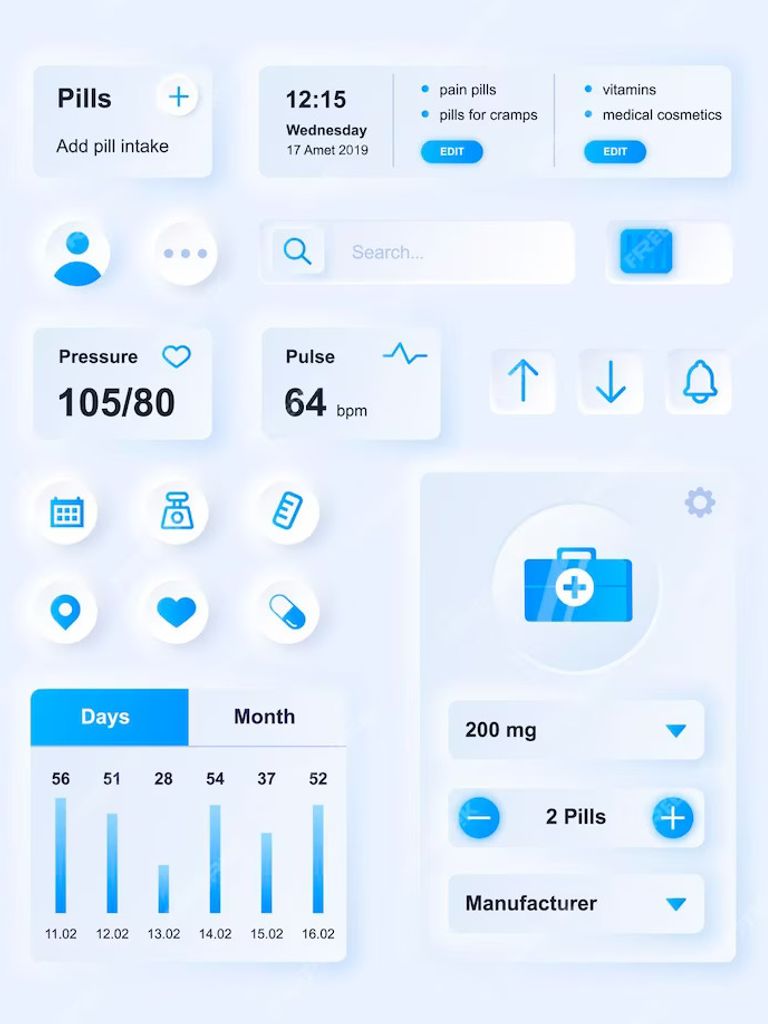 Pills
Add pill intake
12:15
Wednesday
17 Amet 2019
pain pills
pills for cramps
EDIT
vitamins
medical cosmetics
EDIT
Search...
Pressure
105/80
Pulse
64 bpm
Days
Month
56 51 28 54 37 52
11.02 12.02 13.02 14.02 15.02 16.02
200 mg
2 Pills
Manufacturer